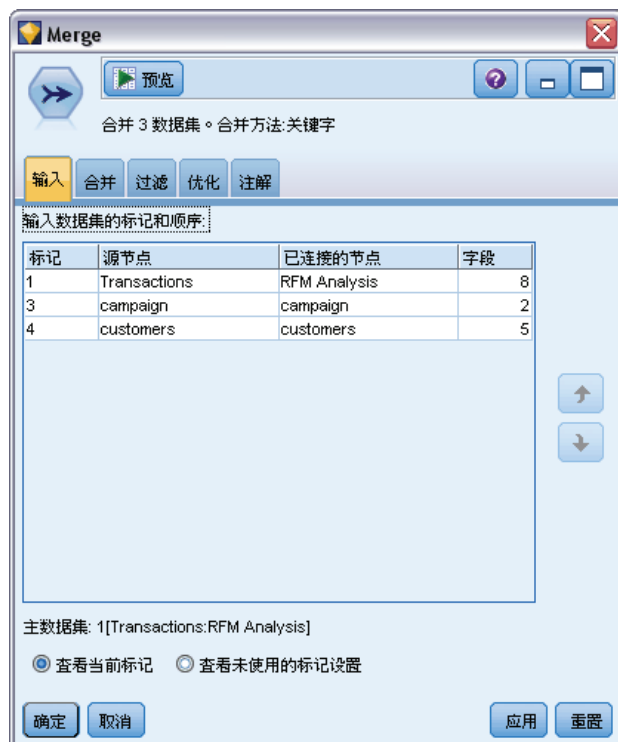 Merge
预览
合并 3 数据集。合并方法:关键字
输入 合并 过滤 优化 注解
输入数据集的标记和顺序:
标记 源节点 已连接的节点 字段
1 Transactions RFM Analysis 8
3 campaign campaign 2
4 customers customers 5
主数据集: 1[Transactions:RFM Analysis]
查看当前标记 查看未使用的标记设置
确定 取消 应用 重置